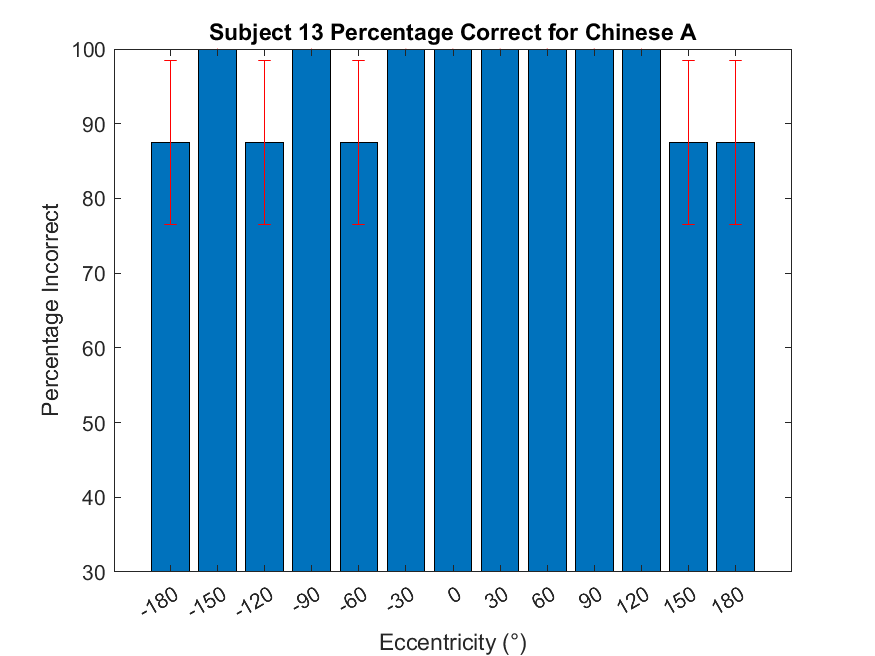 Subject 13 Percentage Correct for Chinese A
100
90
80
70
60
50
40
30
Percentage Incorrect
-180 -150 -120 -90 -60 -30 0 30 60 90 120 150 180
Eccentricity (°)